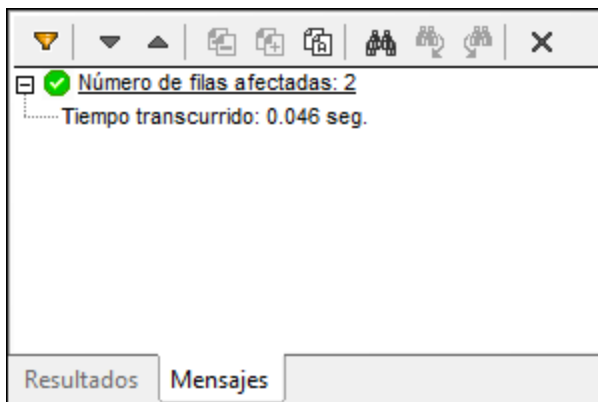 Número de filas afectadas: 2
Tiempo transcurrido: 0.046 seg.
Resultados
Mensajes